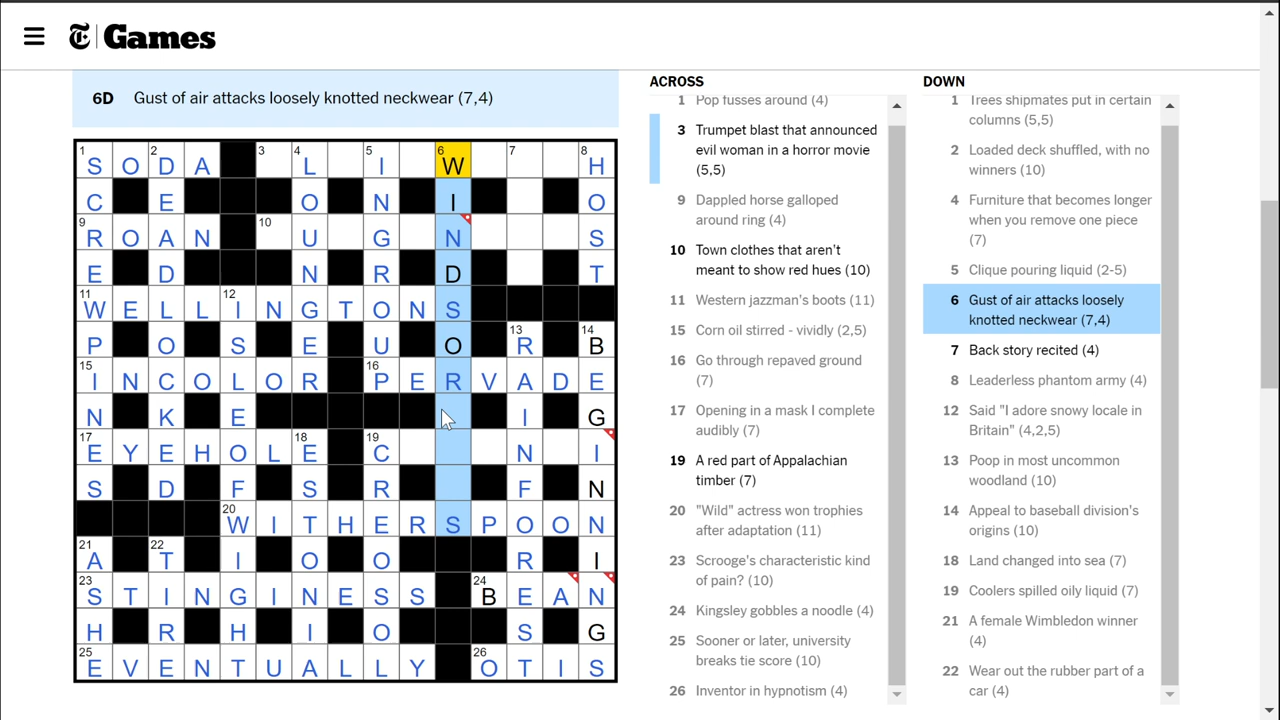 Games
6D Gust of air attacks loosely knotted neckwear (7,4)
ACROSS
DOWN
1 Pop fusses around (4)
3 Trumpet blast that announced
evil woman in a horror movie
(5,5)
9 Dappled horse galloped
around ring (4)
10 Town clothes that aren't
meant to show red hues (10)
11 Western jazzman's boots (11)
15 Corn oil stirred - vividly (2,5)
16 Go through repaved ground
(7)
17 Opening in a mask I complete
audibly (7)
19 A red part of Appalachian
timber (7)
20 "Wild" actress won trophies
after adaptation (11)
23 Scrooge's characteristic kind
of pain? (10)
24 Kingsley gobbles a noodle (4)
25 Sooner or later, university
breaks tie score (10)
26 Inventor in hypnotism (4)
1 Trees shipmates put in certain
columns (5,5)
2 Loaded deck shuffled, with no
winners (10)
4 Furniture that becomes longer
when you remove one piece
(7)
5 Clique pouring liquid (2-5)
6 Gust of air attacks loosely
knotted neckwear (7,4)
7 Back story recited (4)
8 Leaderless phantom army (4)
12 Said "I adore snowy locale in
Britain" (4,2,5)
13 Poop in most uncommon
woodland (10)
14 Appeal to baseball division's
origins (10)
18 Land changed into sea (7)
19 Coolers spilled oily liquid (7)
21 A female Wimbledon winner
(4)
22 Wear out the rubber part of a
car (4)
1 S O 2 D A 3 4 L 5 I 6 W 7 8 H
C E O N I O
9 R O A N 10 U G N S
E D N R D T
11 W E L L 12 I N G T O N S
P O S E U O 13 R 14 B
15 I N C O L O R 16 P E R V A D E
N K E I G
17 E Y E H O L 18 E 19 C N I
S D F S R F N
20 W I T H E R S P O O N
21 A 22 T I O O R I
23 S T I N G I N E S S 24 B E A N
H R H I O S G
25 E V E N T U A L L Y 26 O T I S